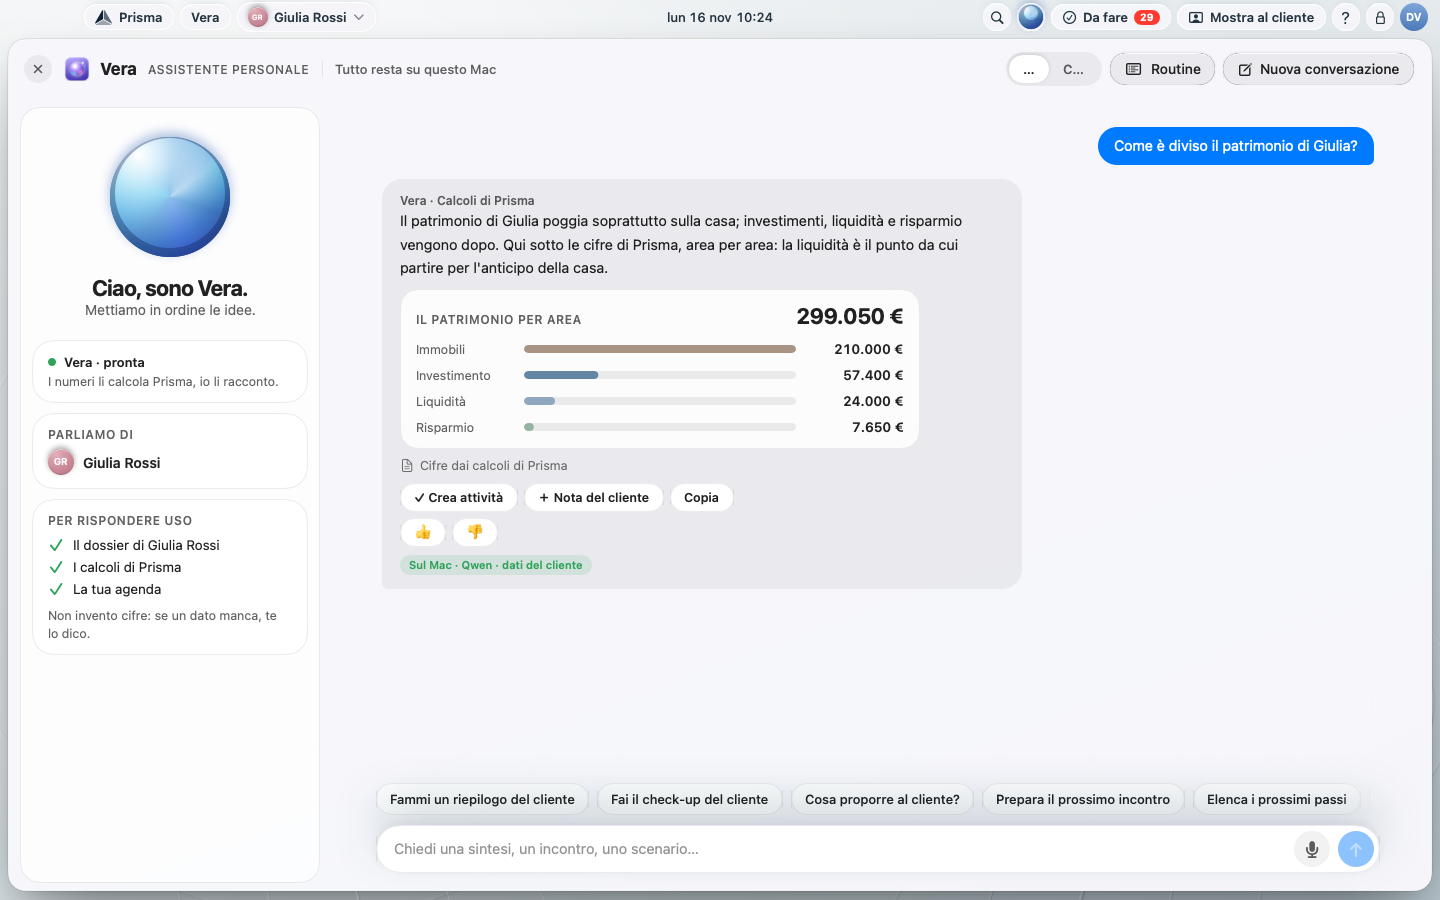 Prisma
Vera
GR Giulia Rossi
lun 16 nov 10:24
Da fare 29
Mostra al cliente
?
DV
Vera ASSISTENTE PERSONALE
Tutto resta su questo Mac
...
C...
Routine
Nuova conversazione
Ciao, sono Vera.
Mettiamo in ordine le idee.
Vera · pronta
I numeri li calcola Prisma, io li racconto.
PARLIAMO DI
GR Giulia Rossi
PER RISPONDERE USO
Il dossier di Giulia Rossi
I calcoli di Prisma
La tua agenda
Non invento cifre: se un dato manca, te
lo dico.
Come è diviso il patrimonio di Giulia?
Vera · Calcoli di Prisma
Il patrimonio di Giulia poggia soprattutto sulla casa; investimenti, liquidità e risparmio
vengono dopo. Qui sotto le cifre di Prisma, area per area: la liquidità è il punto da cui
partire per l'anticipo della casa.
IL PATRIMONIO PER AREA 299.050 €
Immobili 210.000 €
Investimento 57.400 €
Liquidità 24.000 €
Risparmio 7.650 €
Cifre dai calcoli di Prisma
✓ Crea attività
+ Nota del cliente
Copia
Sul Mac · Qwen · dati del cliente
Fammi un riepilogo del cliente
Fai il check-up del cliente
Cosa proporre al cliente?
Prepara il prossimo incontro
Elenca i prossimi passi
Chiedi una sintesi, un incontro, uno scenario...